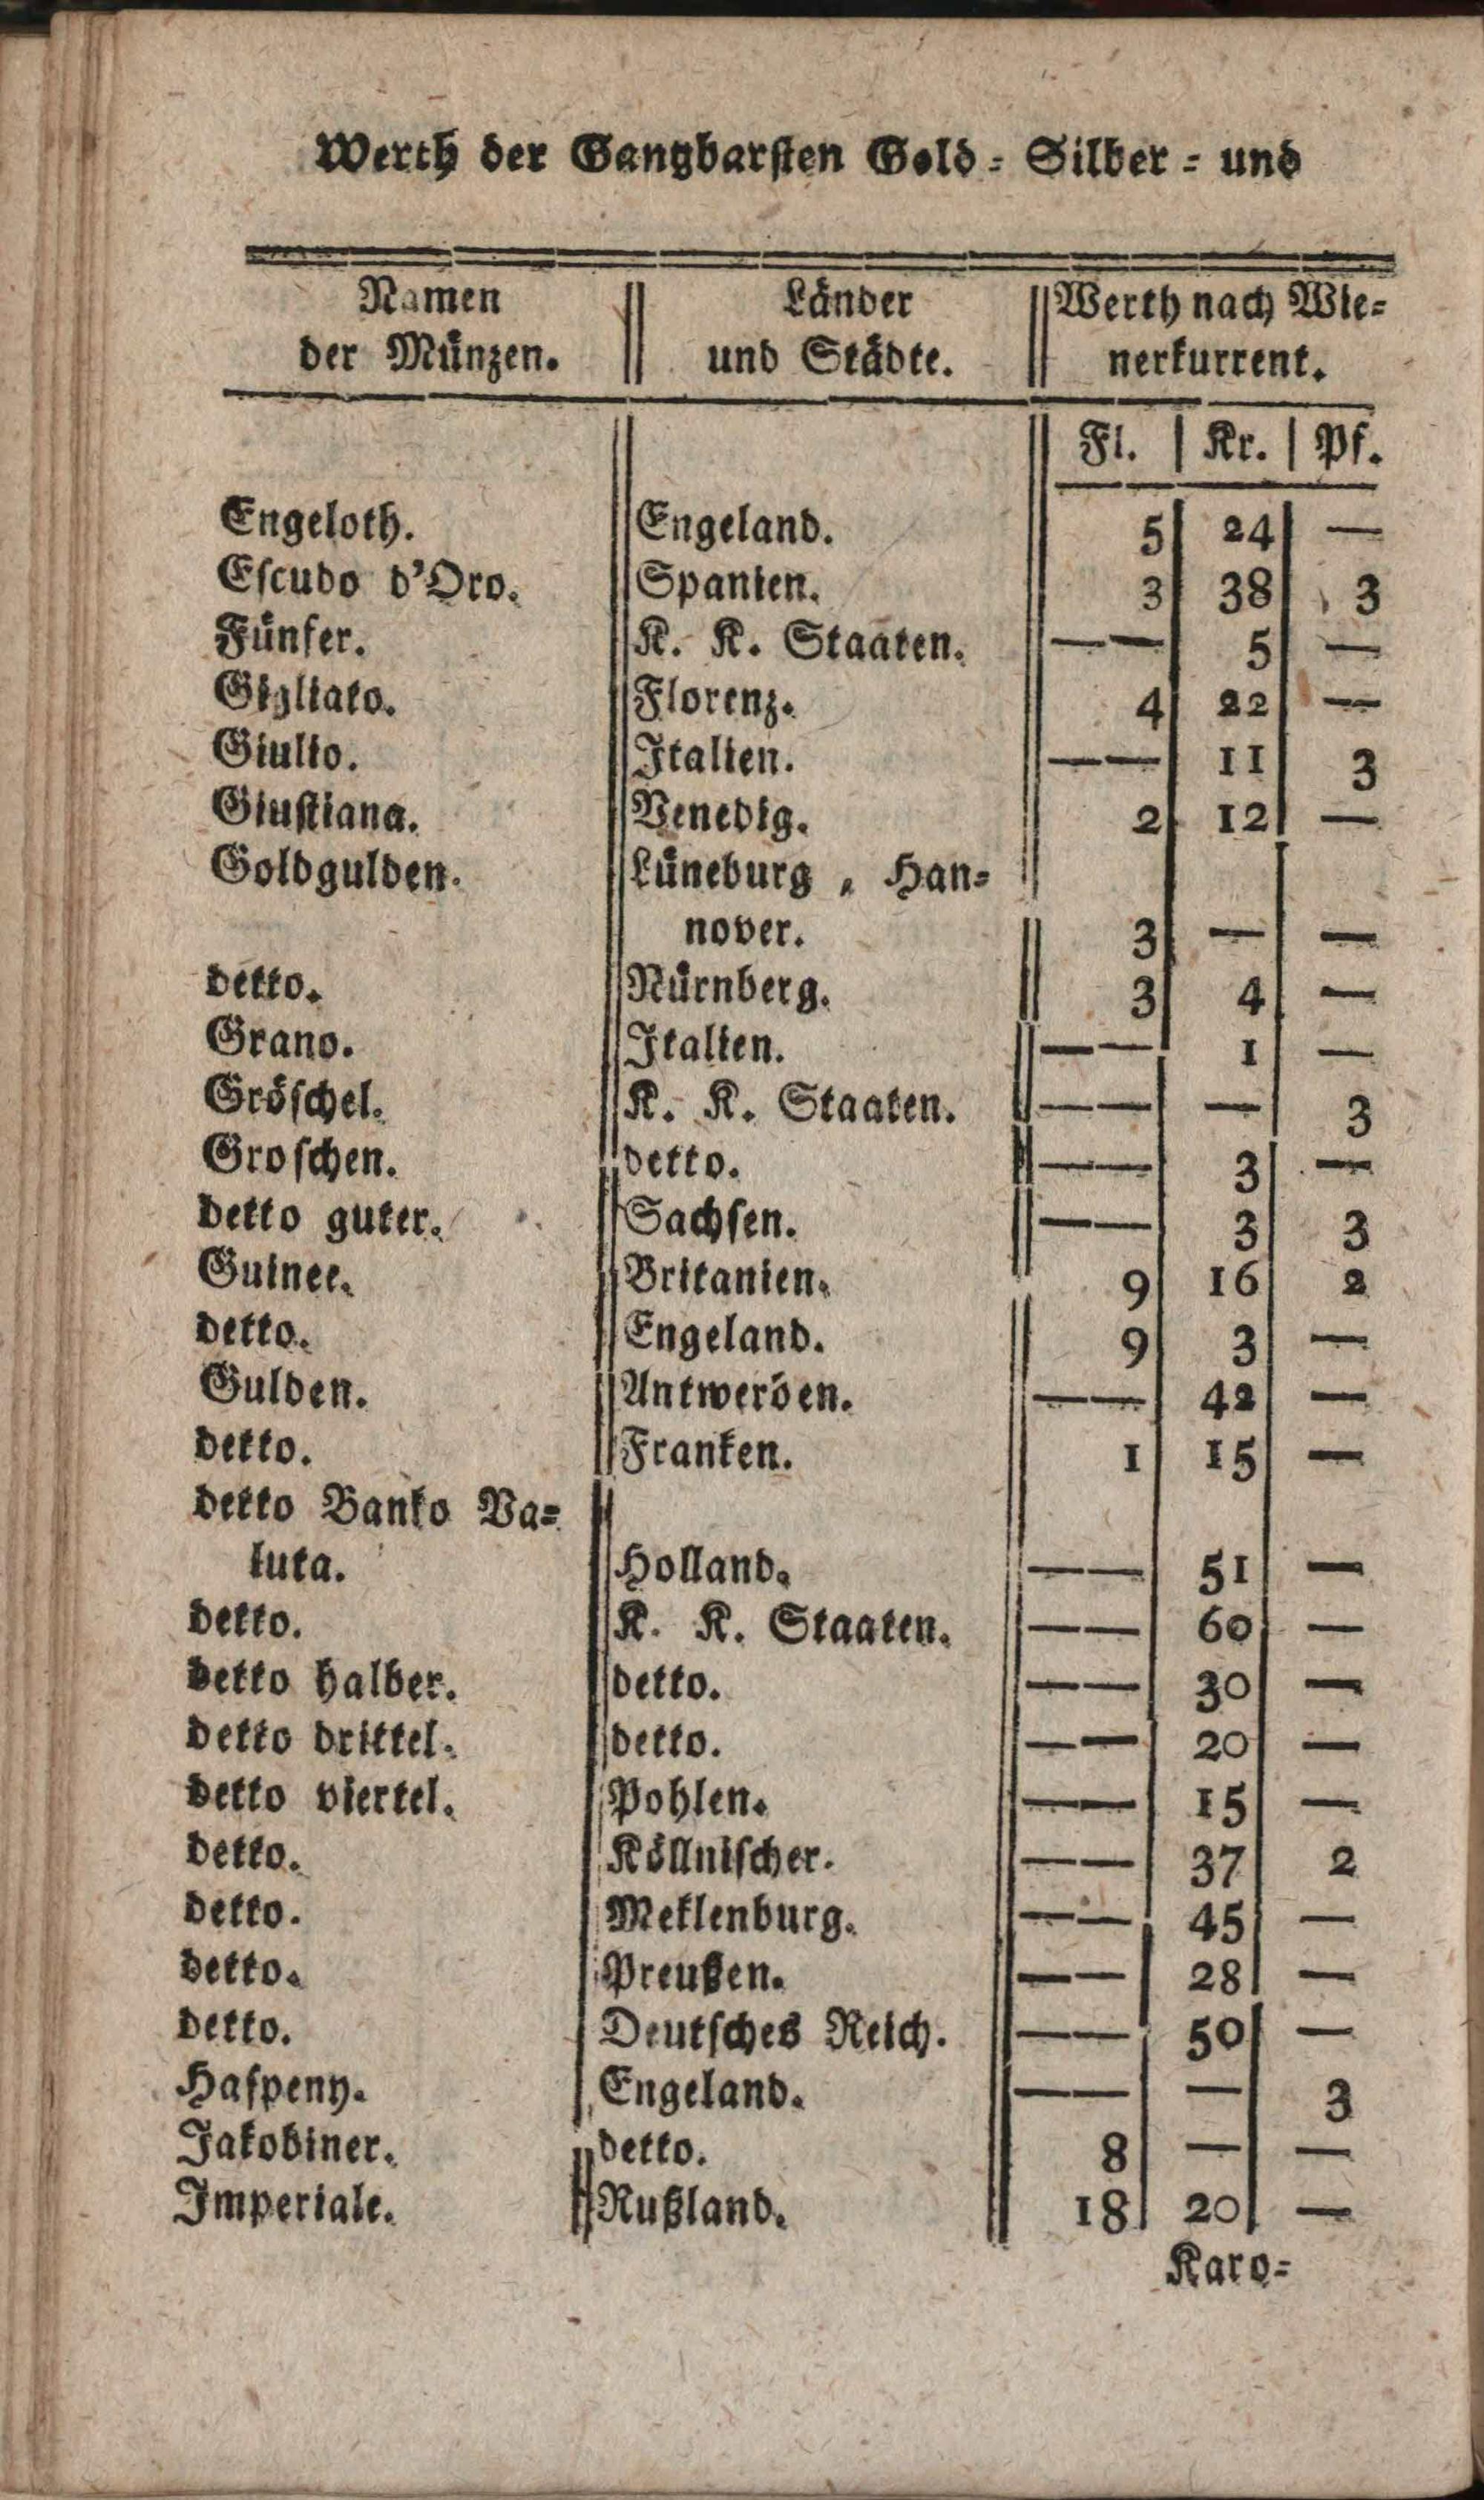 Werth der Gangbarsten Gold- Silber- und
Namen der Münzen. Länder und Städte. Werth nach Wienerkurrent.
Fl. Kr. Pf.
Engeloth. Engeland. 5 24 —
Escudo d'Oro. Spanien. 3 38 3
Fünfer. K. K. Staaten. — — 5 —
Gigliato. Florenz. 4 22 —
Giulio. Italien. — — 11 3
Giustiana. Venedig. 2 12 —
Goldgulden. Lüneburg, Han-
nover. 3 — —
detto. Nürnberg. 3 4 —
Grano. Italien. — — 1 —
Gröschel. K. K. Staaten. — — — 3
Groschen. detto. — — 3 —
detto guter. Sachsen. — — 3 3
Guinee. Britanien. 9 16 2
detto. Engeland. 9 3 —
Gulden. Antweröen. — — 42 —
detto. Franken. 1 15 —
detto Banko Va-
luta. Holland. — — 51 —
detto. K. K. Staaten. — — 60 —
detto halber. detto. — — 30 —
detto drittel. detto. — — 20 —
detto viertel. Pohlen. — — 15 —
detto. Köllnischer. — — 37 2
detto. Meklenburg. — — 45 —
detto. Preußen. — — 28 —
detto. Deutsches Reich. — — 50 —
Hafpeny. Engeland. — — — 3
Jakobiner. detto. 8 — —
Imperiale. Rußland. 18 20 —
Karo-